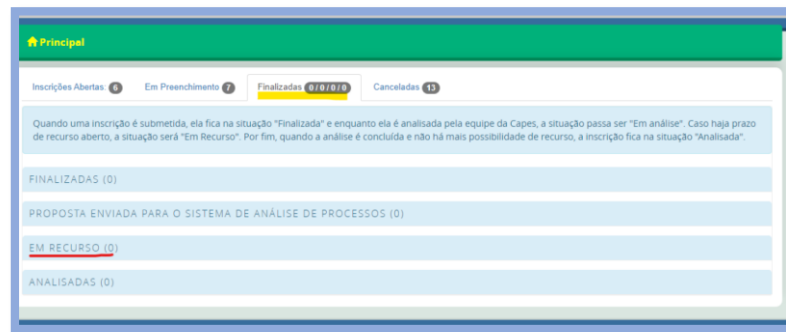 Principal
Inscrições Abertas: 6 Em Preenchimento 7 Finalizadas 0/0/0/0 Canceladas 13
Quando uma inscrição é submetida, ela fica na situação "Finalizada" e enquanto ela é analisada pela equipe da Capes, a situação passa ser "Em análise". Caso haja prazo
de recurso aberto, a situação será "Em Recurso". Por fim, quando a análise é concluída e não há mais possibilidade de recurso, a inscrição fica na situação "Analisada".
FINALIZADAS (0)
PROPOSTA ENVIADA PARA O SISTEMA DE ANÁLISE DE PROCESSOS (0)
EM RECURSO (0)
ANALISADAS (0)